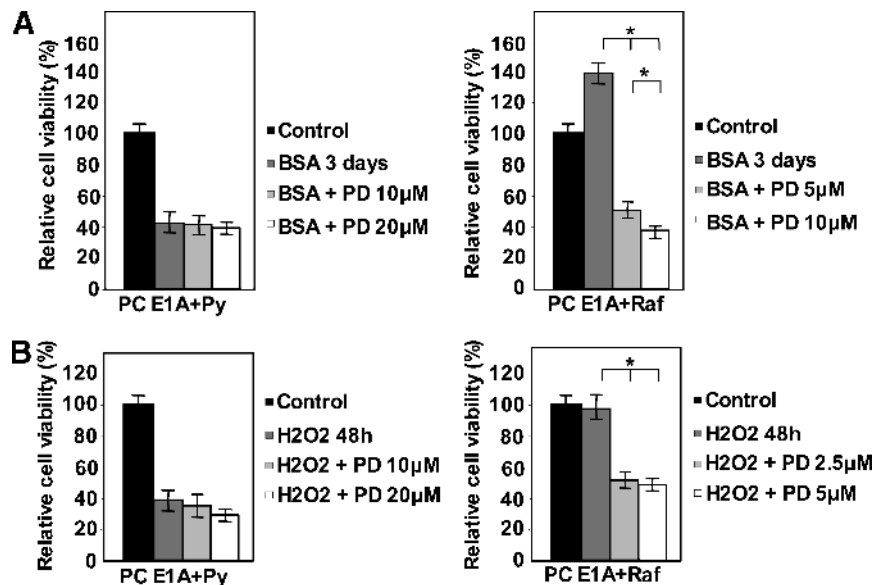 A
Relative cell viability (%)
160
140
120
100
80
60
40
20
0
PC E1A+Py
Control
BSA 3 days
BSA + PD 10µM
BSA + PD 20µM
Relative cell viability (%)
160
140
120
100
80
60
40
20
0
*
*
PC E1A+Raf
Control
BSA 3 days
BSA + PD 5µM
BSA + PD 10µM
B
Relative cell viability (%)
120
100
80
60
40
20
0
PC E1A+Py
Control
H2O2 48h
H2O2 + PD 10µM
H2O2 + PD 20µM
Relative cell viability (%)
120
100
80
60
40
20
0
*
PC E1A+Raf
Control
H2O2 48h
H2O2 + PD 2.5µM
H2O2 + PD 5µM